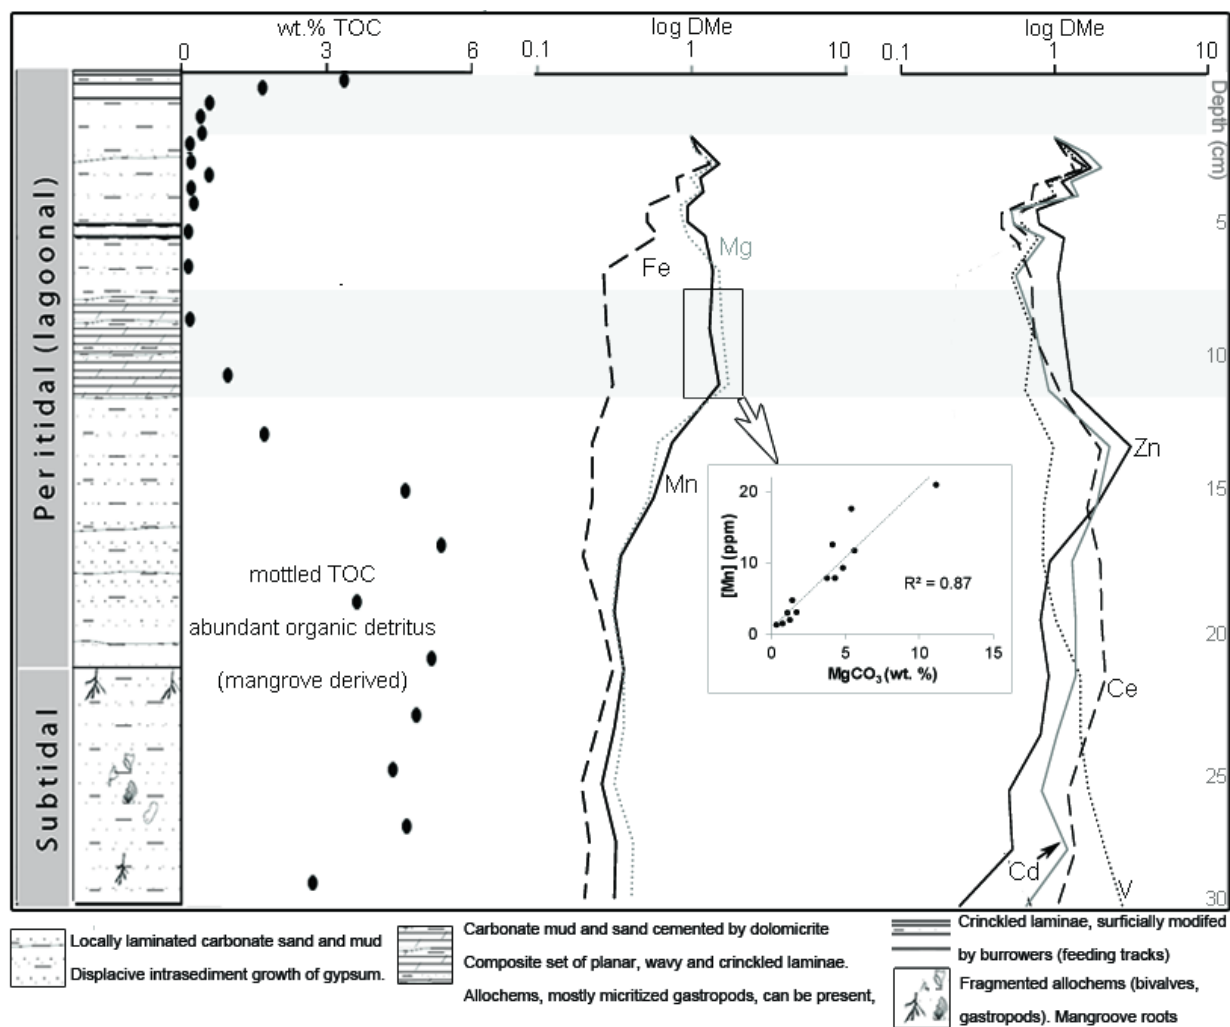 wt.% TOC
log DMe
log DMe
0
3
6
0.1
1
10
0.1
1
10
Depth (cm)
Peritidal (lagoonal)
5
Mg
Fe
10
Zn
Mn
15
20
[Mn] (ppm)
10
R² = 0.87
0
0
5
10
15
MgCO3 (wt. %)
mottled TOC
abundant organic detritus
(mangrove derived)
20
Ce
Subtidal
25
Cd
V
30
Locally laminated carbonate sand and mud
Displacive intrasediment growth of gypsum.
Carbonate mud and sand cemented by dolomicrite
Composite set of planar, wavy and crinckled laminae.
Allochems, mostly micritized gastropods, can be present,
Crinckled laminae, surficially modifed
by burrowers (feeding tracks)
Fragmented allochems (bivalves,
gastropods). Mangroove roots